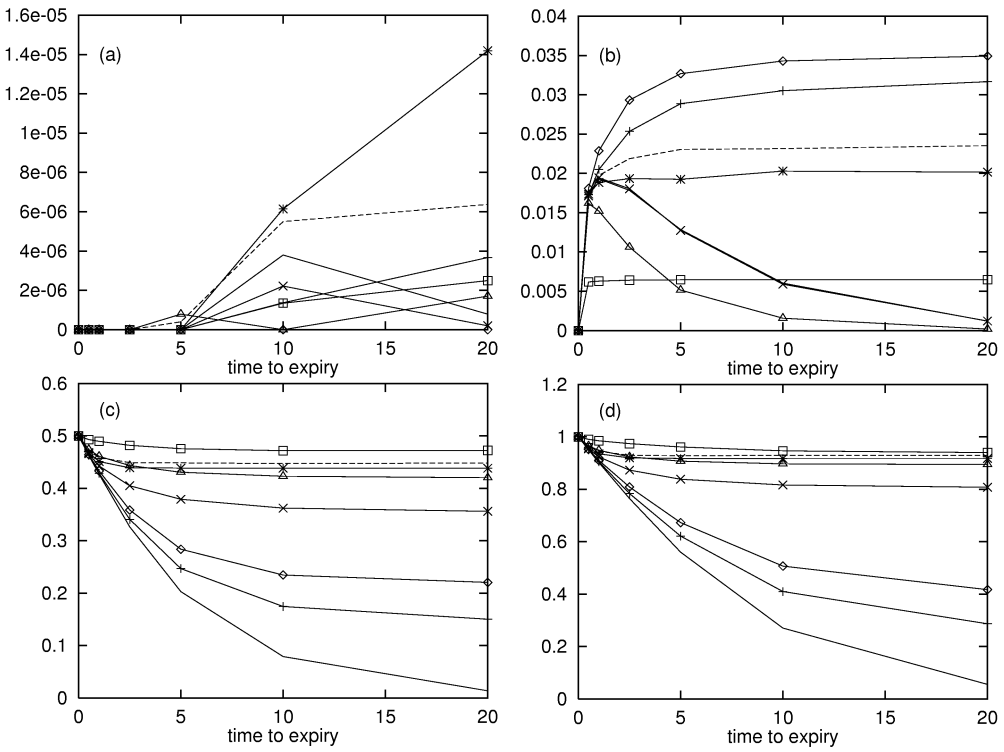 1.6e-05
1.4e-05
1.2e-05
1e-05
8e-06
6e-06
4e-06
2e-06
0
(a)
0 5 10 15 20
time to expiry
0.04
0.035
0.03
0.025
0.02
0.015
0.01
0.005
0
(b)
0 5 10 15 20
time to expiry
0.6
0.5
0.4
0.3
0.2
0.1
0
(c)
0 5 10 15 20
time to expiry
1.2
1
0.8
0.6
0.4
0.2
0
(d)
0 5 10 15 20
time to expiry